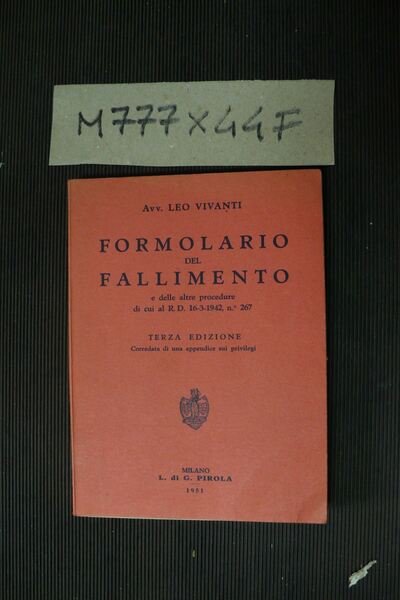 M777X44F
Avv. LEO VIVANTI
FORMOLARIO
DEL
FALLIMENTO
e delle altre procedure
di cui al R. D. 16-3-1942, n.º 267
TERZA EDIZIONE
Corredata di una appendice sui privilegi
MILANO
L. di G. PIROLA
1951